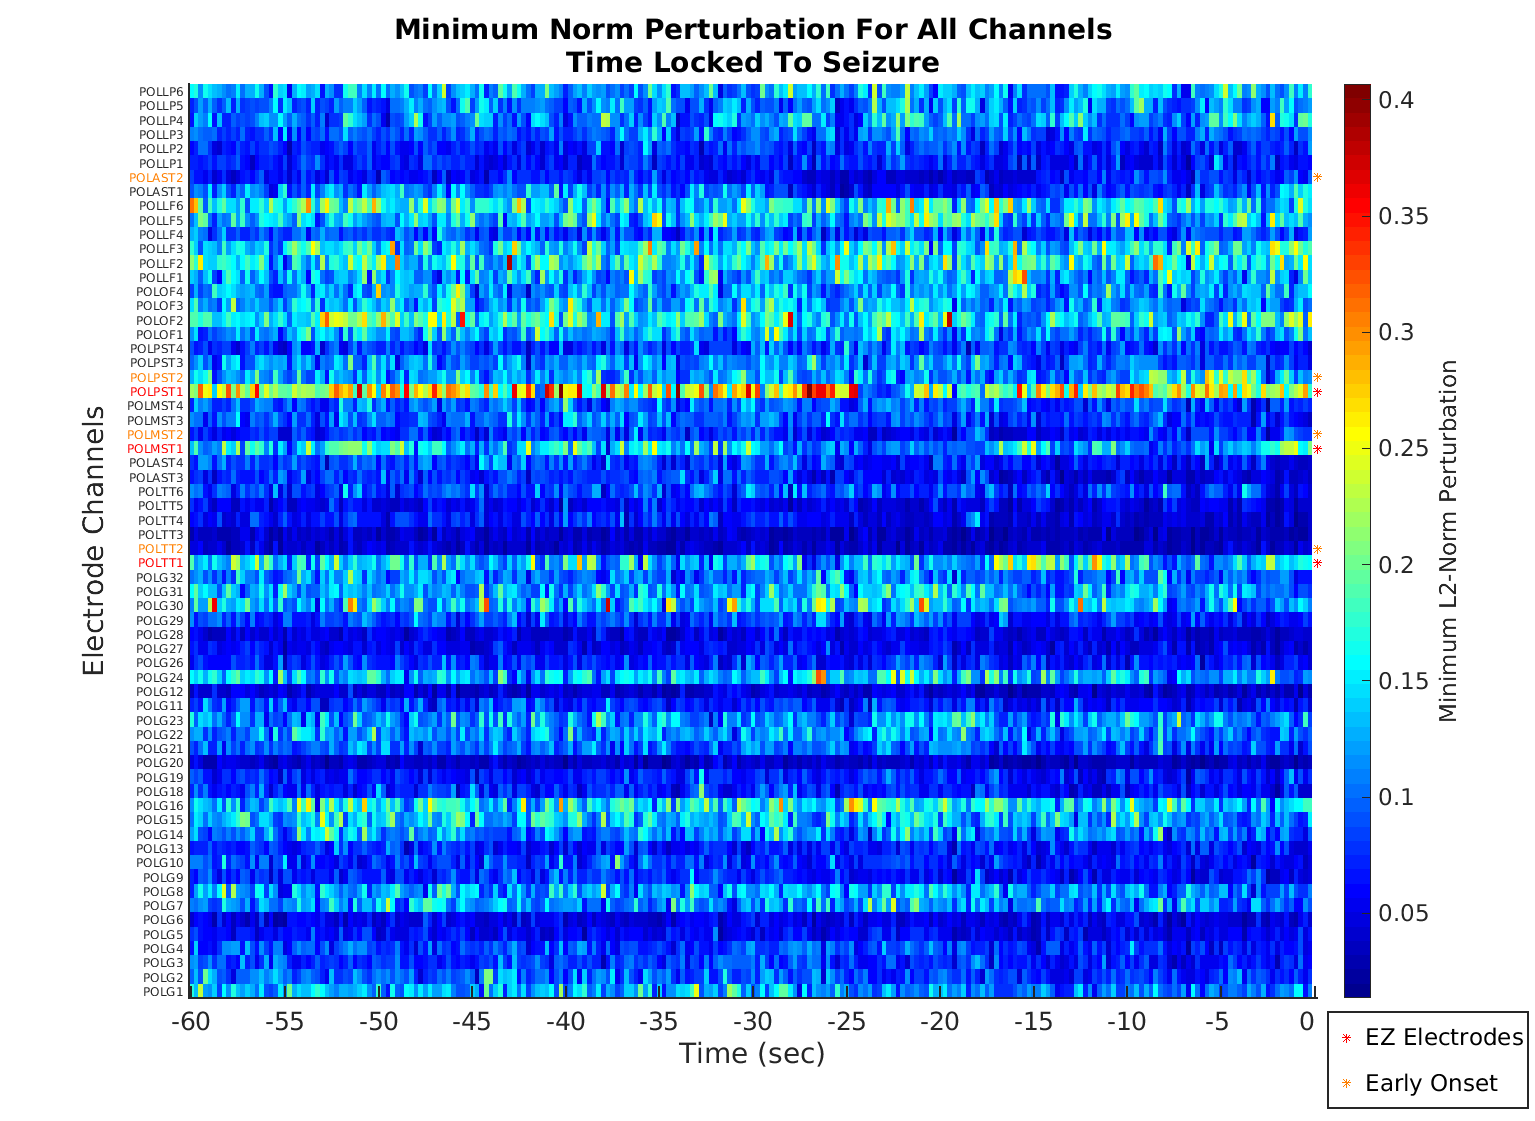 Minimum Norm Perturbation For All Channels
Time Locked To Seizure
Electrode Channels
POLLP6
POLLP5
POLLP4
POLLP3
POLLP2
POLLP1
POLAST2
POLAST1
POLLF6
POLLF5
POLLF4
POLLF3
POLLF2
POLLF1
POLOF4
POLOF3
POLOF2
POLOF1
POLPST4
POLPST3
POLPST2
POLPST1
POLMST4
POLMST3
POLMST2
POLMST1
POLAST4
POLAST3
POLTT6
POLTT5
POLTT4
POLTT3
POLTT2
POLTT1
POLG32
POLG31
POLG30
POLG29
POLG28
POLG27
POLG26
POLG24
POLG12
POLG11
POLG23
POLG22
POLG21
POLG20
POLG19
POLG18
POLG16
POLG15
POLG14
POLG13
POLG10
POLG9
POLG8
POLG7
POLG6
POLG5
POLG4
POLG3
POLG2
POLG1
-60 -55 -50 -45 -40 -35 -30 -25 -20 -15 -10 -5 0
Time (sec)
0.4
0.35
0.3
0.25
0.2
0.15
0.1
0.05
Minimum L2-Norm Perturbation
EZ Electrodes
Early Onset